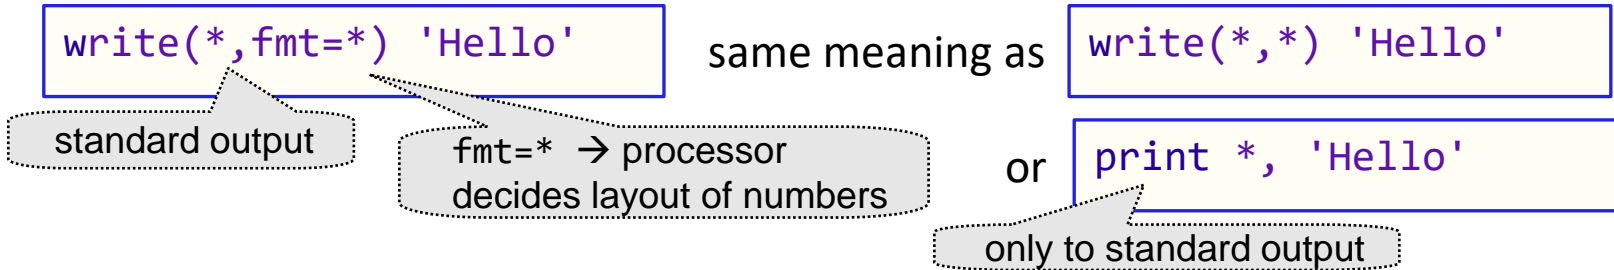 write(*,fmt=*) 'Hello' same meaning as write(*,*) 'Hello'
standard output
fmt=* → processor
decides layout of numbers
or print *, 'Hello'
only to standard output